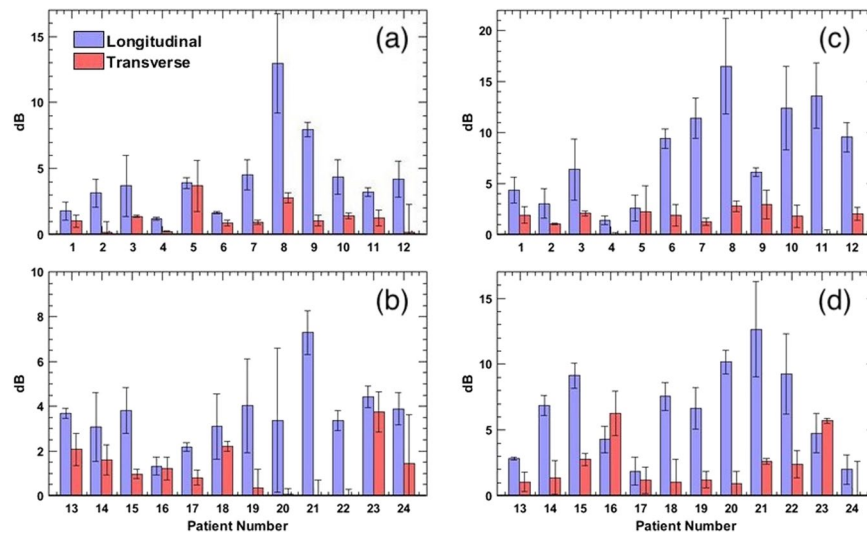 (a)
Longitudinal
Transverse
dB
15
10
5
0
1 2 3 4 5 6 7 8 9 10 11 12
(c)
dB
20
15
10
5
0
1 2 3 4 5 6 7 8 9 10 11 12
(b)
dB
10
8
6
4
2
0
13 14 15 16 17 18 19 20 21 22 23 24
Patient Number
(d)
dB
15
10
5
0
13 14 15 16 17 18 19 20 21 22 23 24
Patient Number